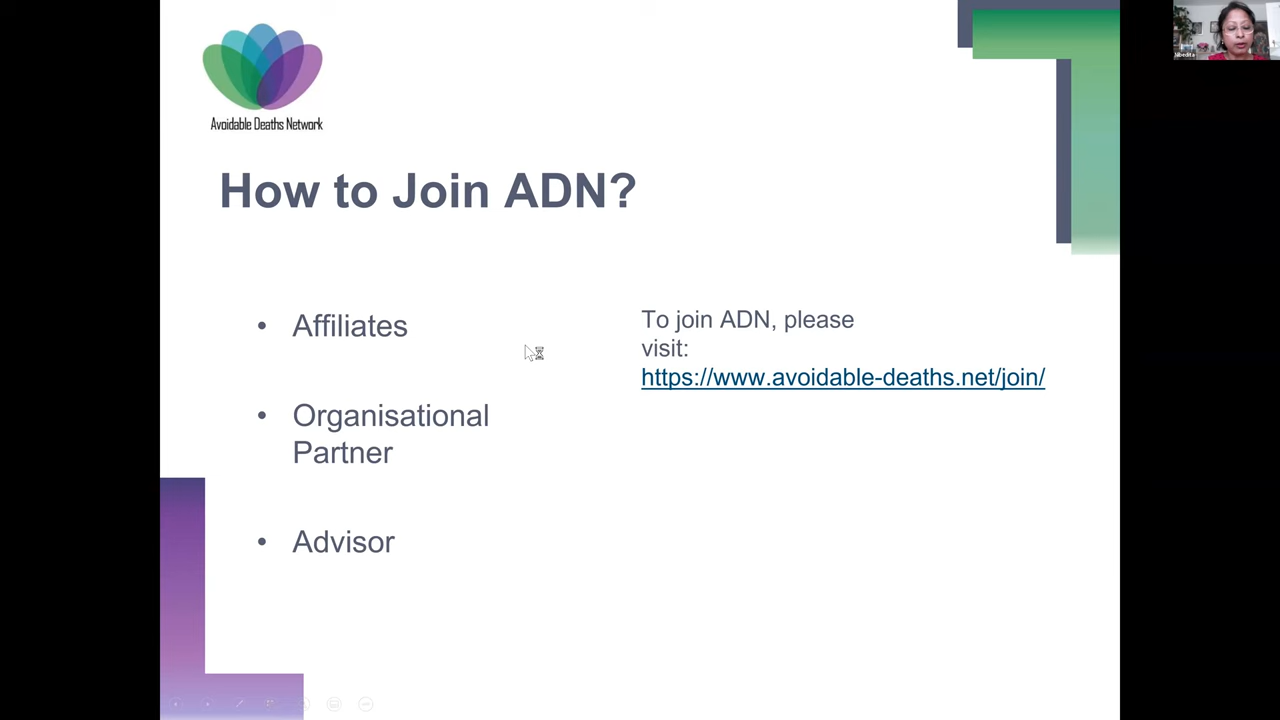 Avoidable Deaths Network
How to Join ADN?
• Affiliates
• Organisational
Partner
• Advisor
To join ADN, please
visit:
https://www.avoidable-deaths.net/join/
Nibedita